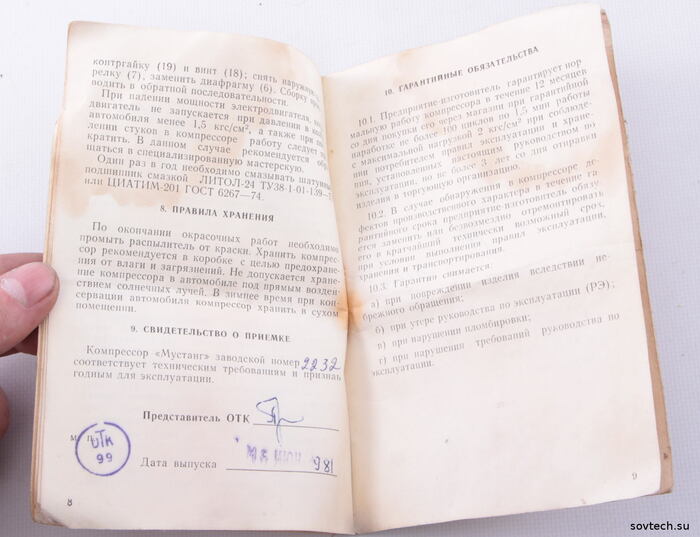 контргайку (19) и винт (18); снять наружную
релку (7), заменить диафрагму (6). Сборку про-
водить в обратной последовательности.
При падении мощности электродвигателя, ко
двигатель не запускается при давлении в
автомобиля менее 1,5 кгс/см², а также при
лении стуков в компрессоре работу следует
кратить. В данном случае рекомендуется обра
щаться в специализированную мастерскую.
Один раз в год необходимо смазывать шатунный
подшипник смазкой ЛИТОЛ-24 ТУ38-1-01-139-
или ЦИАТИМ-201 ГОСТ 6267—74.
8. ПРАВИЛА ХРАНЕНИЯ
По окончании окрасочных работ необходимо
промыть распылитель от краски. Хранить компрес-
сор рекомендуется в коробке с целью предохране-
ния от влаги и загрязнений. Не допускается хране-
ние компрессора в автомобиле под прямым воздей-
ствием солнечных лучей. В зимнее время при кон-
сервации автомобиля компрессор хранить в сухом
помещении.
9. СВИДЕТЕЛЬСТВО О ПРИЕМКЕ
Компрессор «Мустанг» заводской номер 2232
соответствует техническим требованиям и признан
годным для эксплуатации.
Представитель ОТК
м. п.
ОТК
99
Дата выпуска 981
8
10. ГАРАНТИЙНЫЕ ОБЯЗАТЕЛЬСТВА
10.1. Предприятие-изготовитель гарантирует нор
мальную работу компрессора в течение 12 месяцев
со дня покупки его через магазин при гарантийной
наработке не более 100 циклов по 1,5 мин работы
с максимальной нагрузкой 2 кгс/см² при соблюде-
нии потребителем правил эксплуатации и хране-
ния, установленных настоящим руководством по
эксплуатации, но не более 3 лет со дня отправки
изделия в торгующую организацию.
10.2. В случае обнаружения в компрессоре де-
фектов производственного характера в течение га
рантийного срока предприятие-изготовитель обязу
ется заменить или безвозмездно отремонтировать
его в кратчайший технически возможный срок,
при условии выполнения правил эксплуатации,
хранения и транспортирования.
10.3. Гарантия снимается:
а) при повреждении изделия вследствии не-
брежного обращения;
б) при утере руководства по эксплуатации (РЭ);
в) при нарушении пломбировки;
г) при нарушении требований руководства по
эксплуатации.
9
sovtech.su